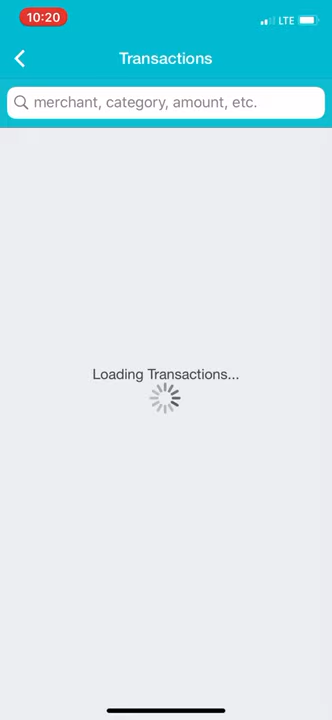 10:20
LTE
Transactions
merchant, category, amount, etc.
Loading Transactions...